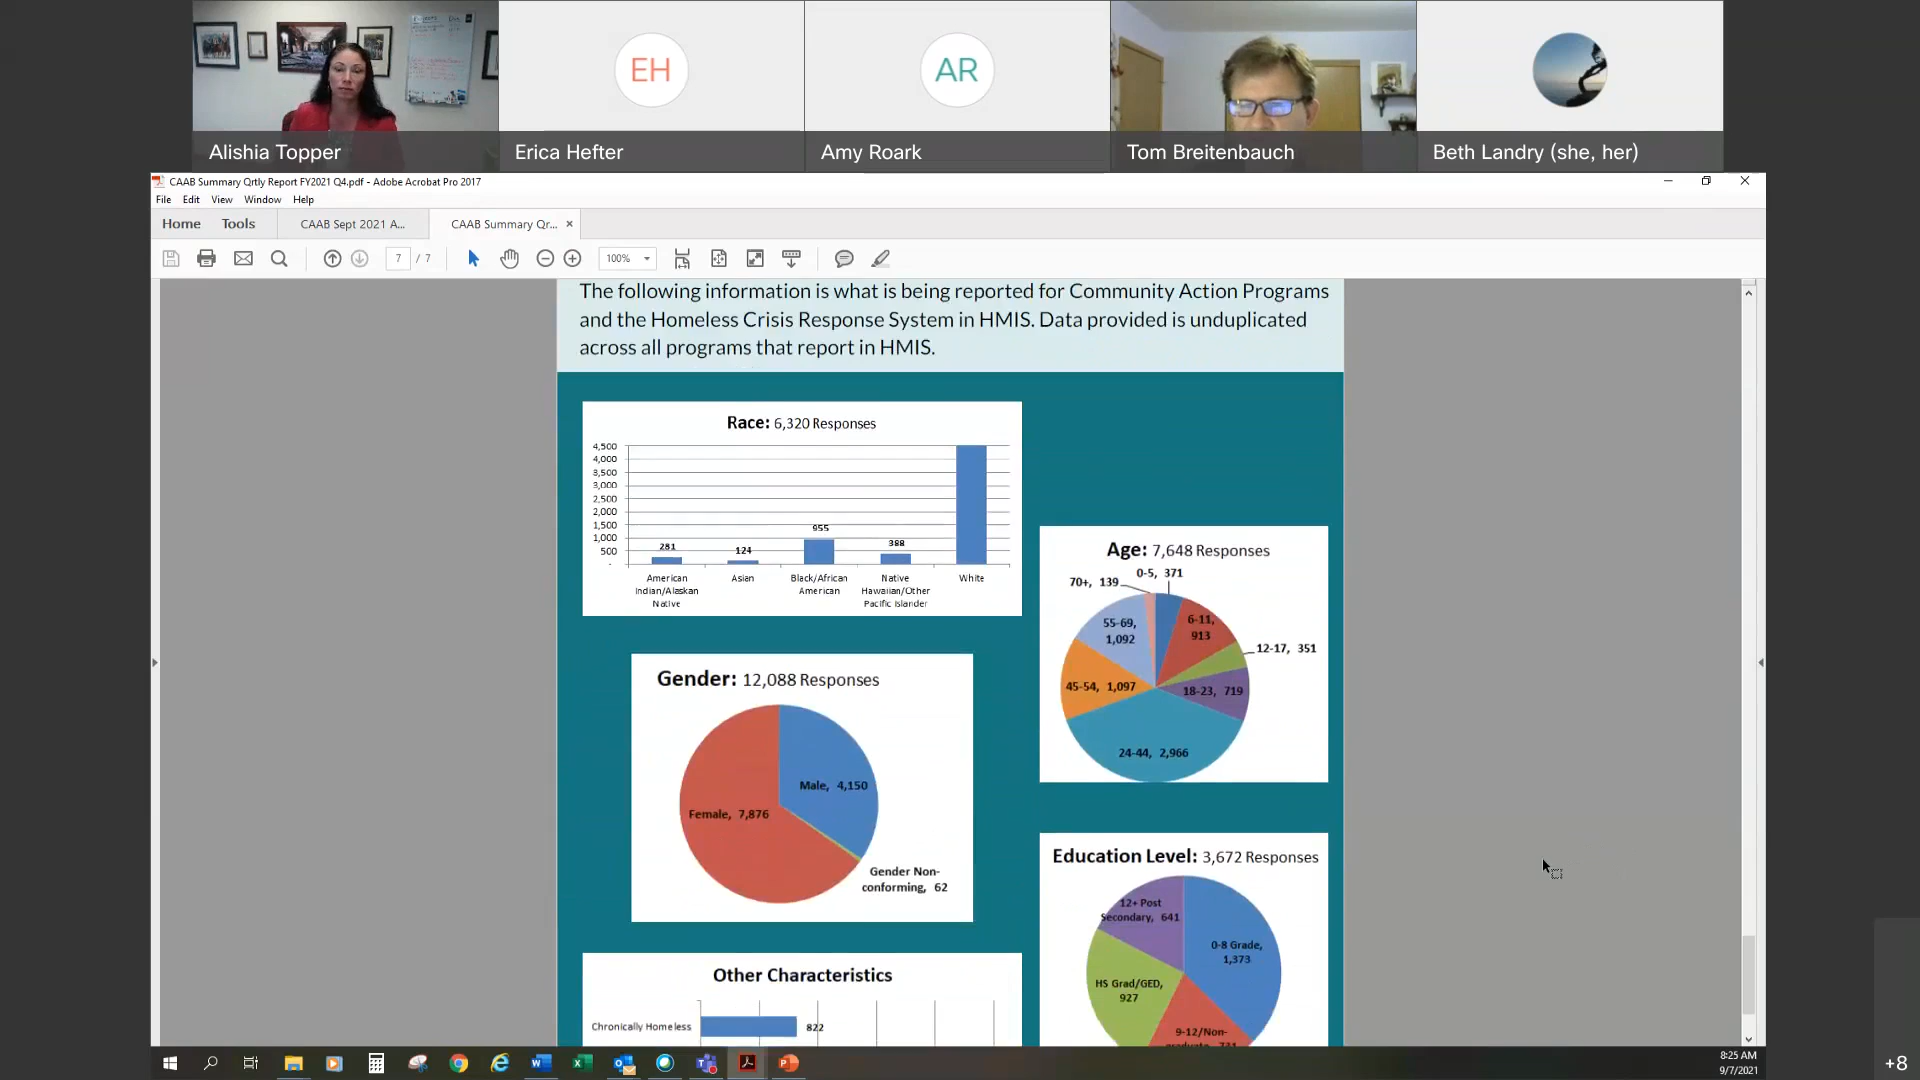 EH
AR
Alishia Topper
Erica Hefter
Amy Roark
Tom Breitenbauch
Beth Landry (she, her)
CAAB Summary Qrtly Report FY2021 Q4.pdf - Adobe Acrobat Pro 2017
File Edit View Window Help
Home Tools CAAB Sept 2021 A... CAAB Summary Qr... ×
7 / 7 100%
The following information is what is being reported for Community Action Programs
and the Homeless Crisis Response System in HMIS. Data provided is unduplicated
across all programs that report in HMIS.
Race: 6,320 Responses
4,500
4,000
3,500
3,000
2,500
2,000
1,500
1,000
500
-
281
124
955
388
American
Indian/Alaskan
Native
Asian
Black/African
American
Native
Hawaiian/Other
Pacific Islander
White
Age: 7,648 Responses
0-5, 371
70+, 139
6-11,
913
55-69,
1,092
12-17, 351
45-54, 1,097
18-23, 719
24-44, 2,966
Gender: 12,088 Responses
Male, 4,150
Female, 7,876
Gender Non-
conforming, 62
Education Level: 3,672 Responses
12+ Post
Secondary, 641
0-8 Grade,
1,373
HS Grad/GED,
927
9-12/Non-
graduate, 731
Other Characteristics
Chronically Homeless
822
8:25 AM
9/7/2021
+8